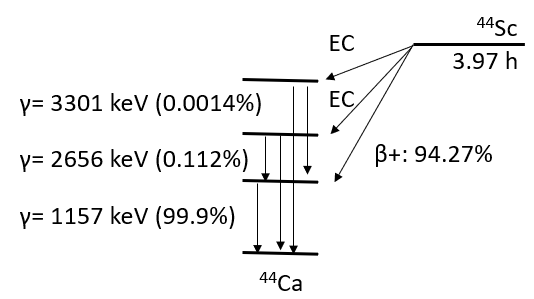 ⁴⁴Sc
EC
3.97 h
γ= 3301 keV (0.0014%)
EC
γ= 2656 keV (0.112%)
β+: 94.27%
γ= 1157 keV (99.9%)
⁴⁴Ca